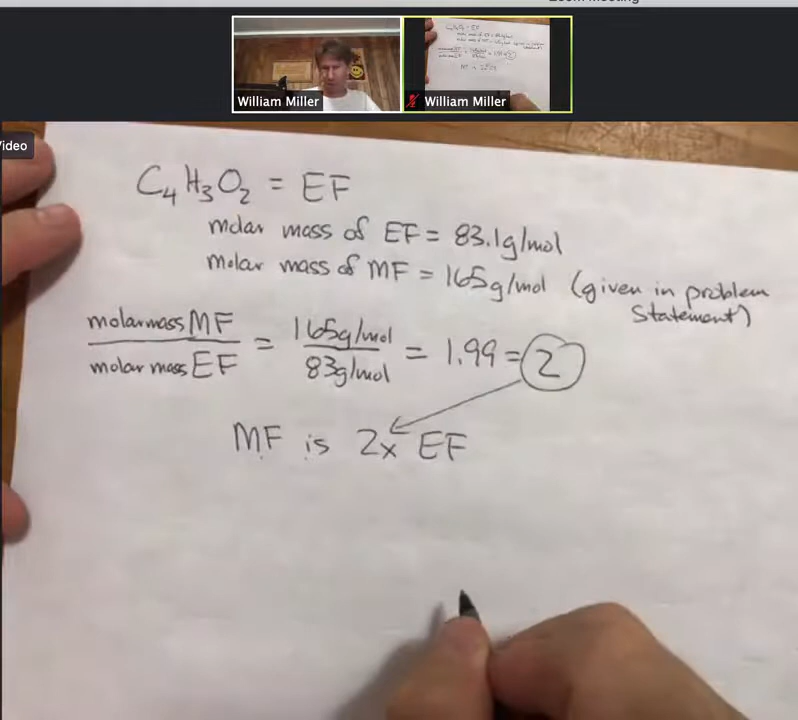 Zoom Meeting
William Miller
William Miller
Video
C4H3O2 = EF
molar mass of EF = 83.1g/mol
molar mass of MF = 165g/mol (given in problem
Statement)
molarmass MF
molar mass EF
=
165g/mol
83g/mol
= 1.99 = 2
MF is 2x EF